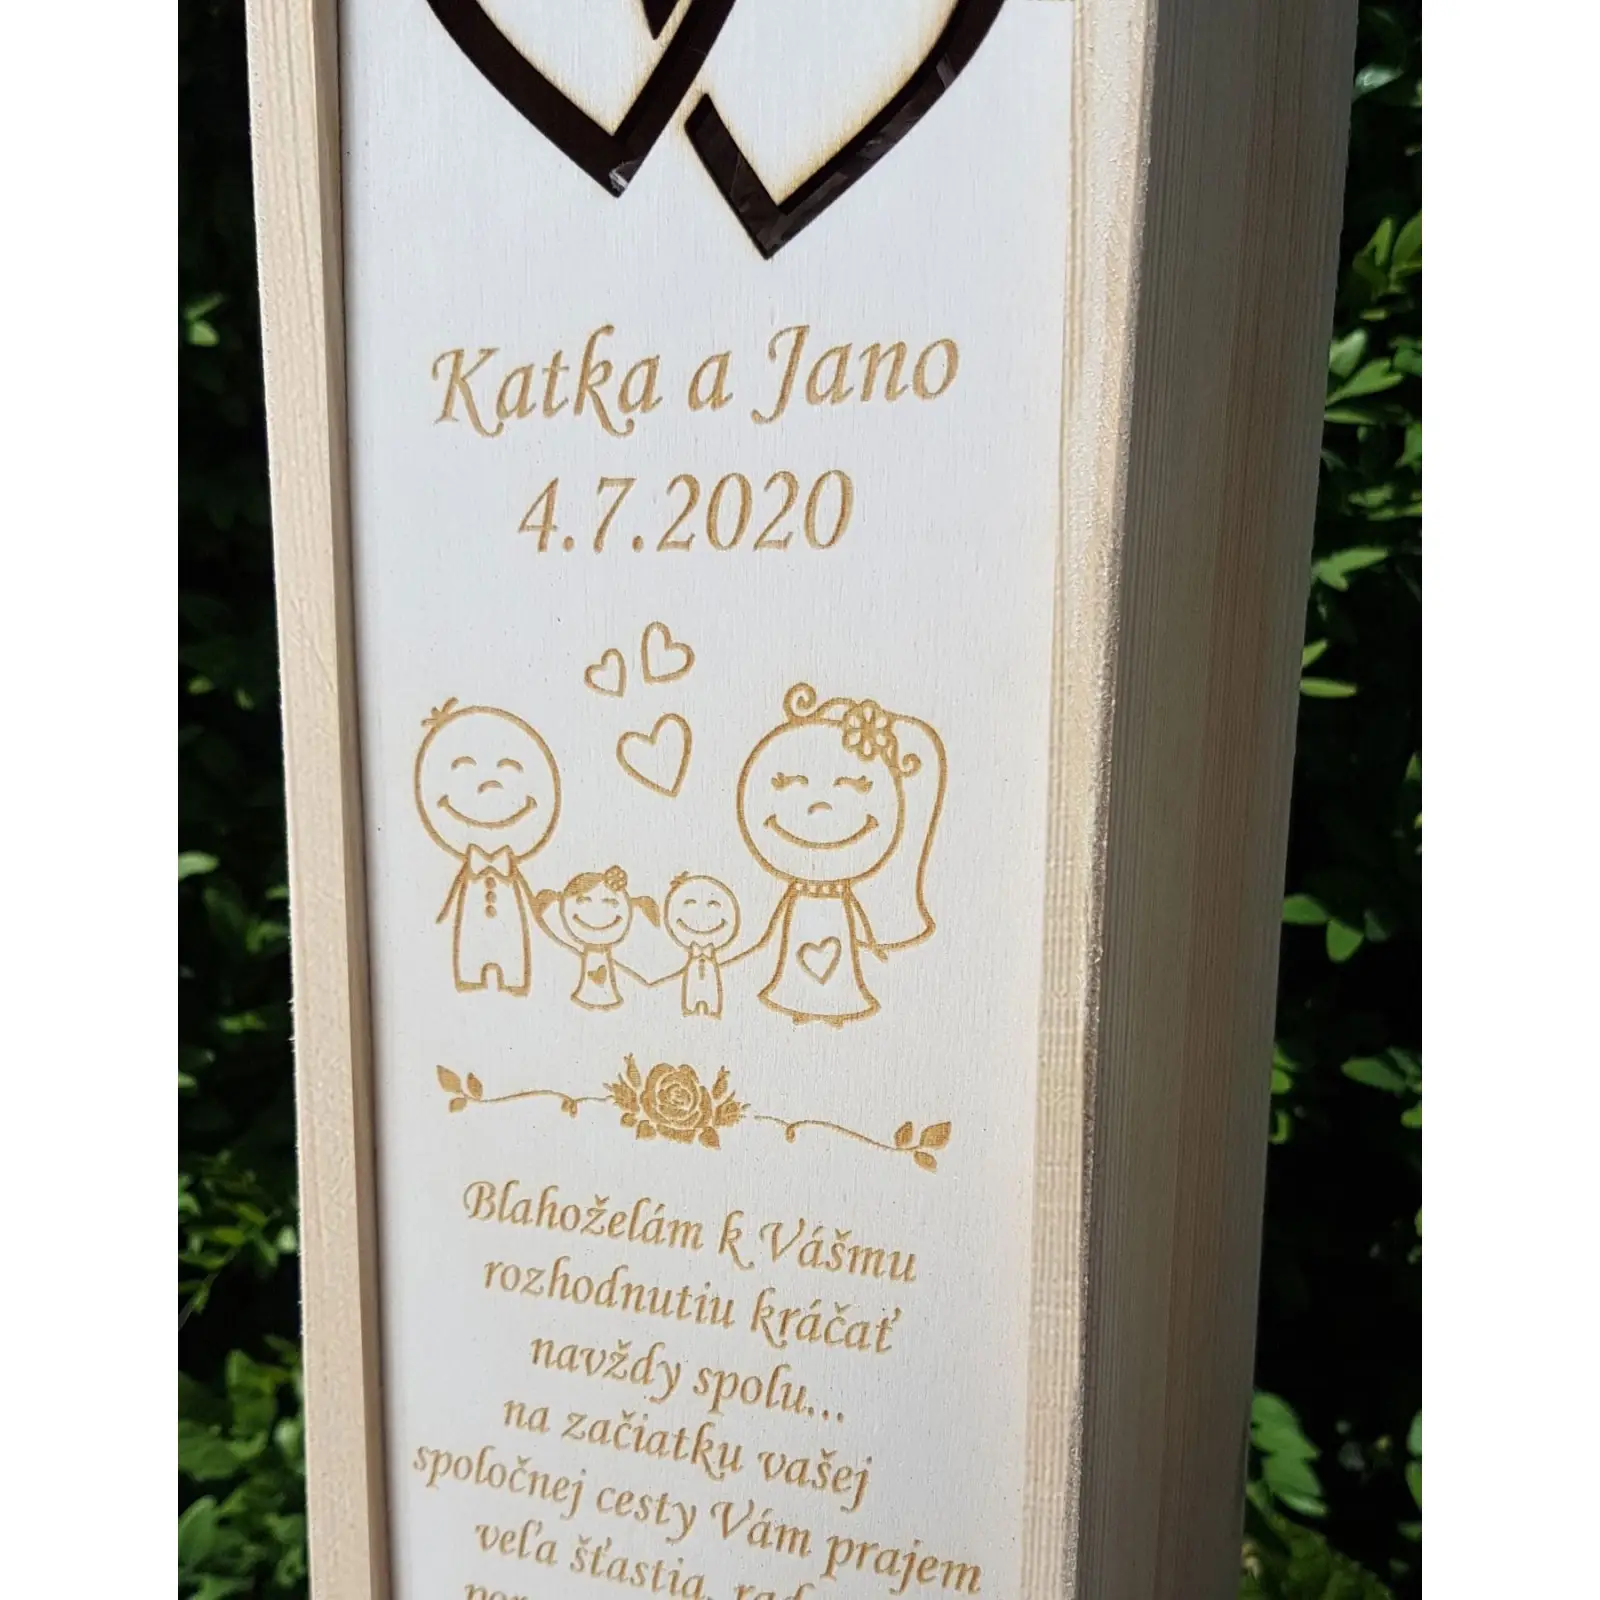 Katka a Jano
4.7.2020
Blahoželám k Vášmu
rozhodnutiu kráčať
navždy spolu...
na začiatku vašej
spoločnej cesty Vám prajem
veľa šťastia,